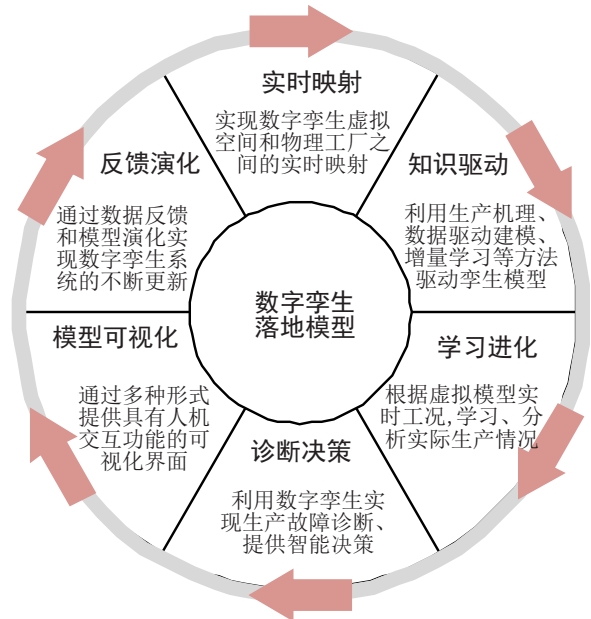 实时映射
实现数字孪生虚拟
空间和物理工厂之
间的实时映射
知识驱动
利用生产机理、
数据驱动建模、
增量学习等方法
驱动孪生模型
学习进化
根据虚拟模型实
时工况,学习、分
析实际生产情况
诊断决策
利用数字孪生实
现生产故障诊断、
提供智能决策
模型可视化
通过多种形式
提供具有人机
交互功能的可
视化界面
反馈演化
通过数据反馈
和模型演化实
现数字孪生系
统的不断更新
数字孪生
落地模型